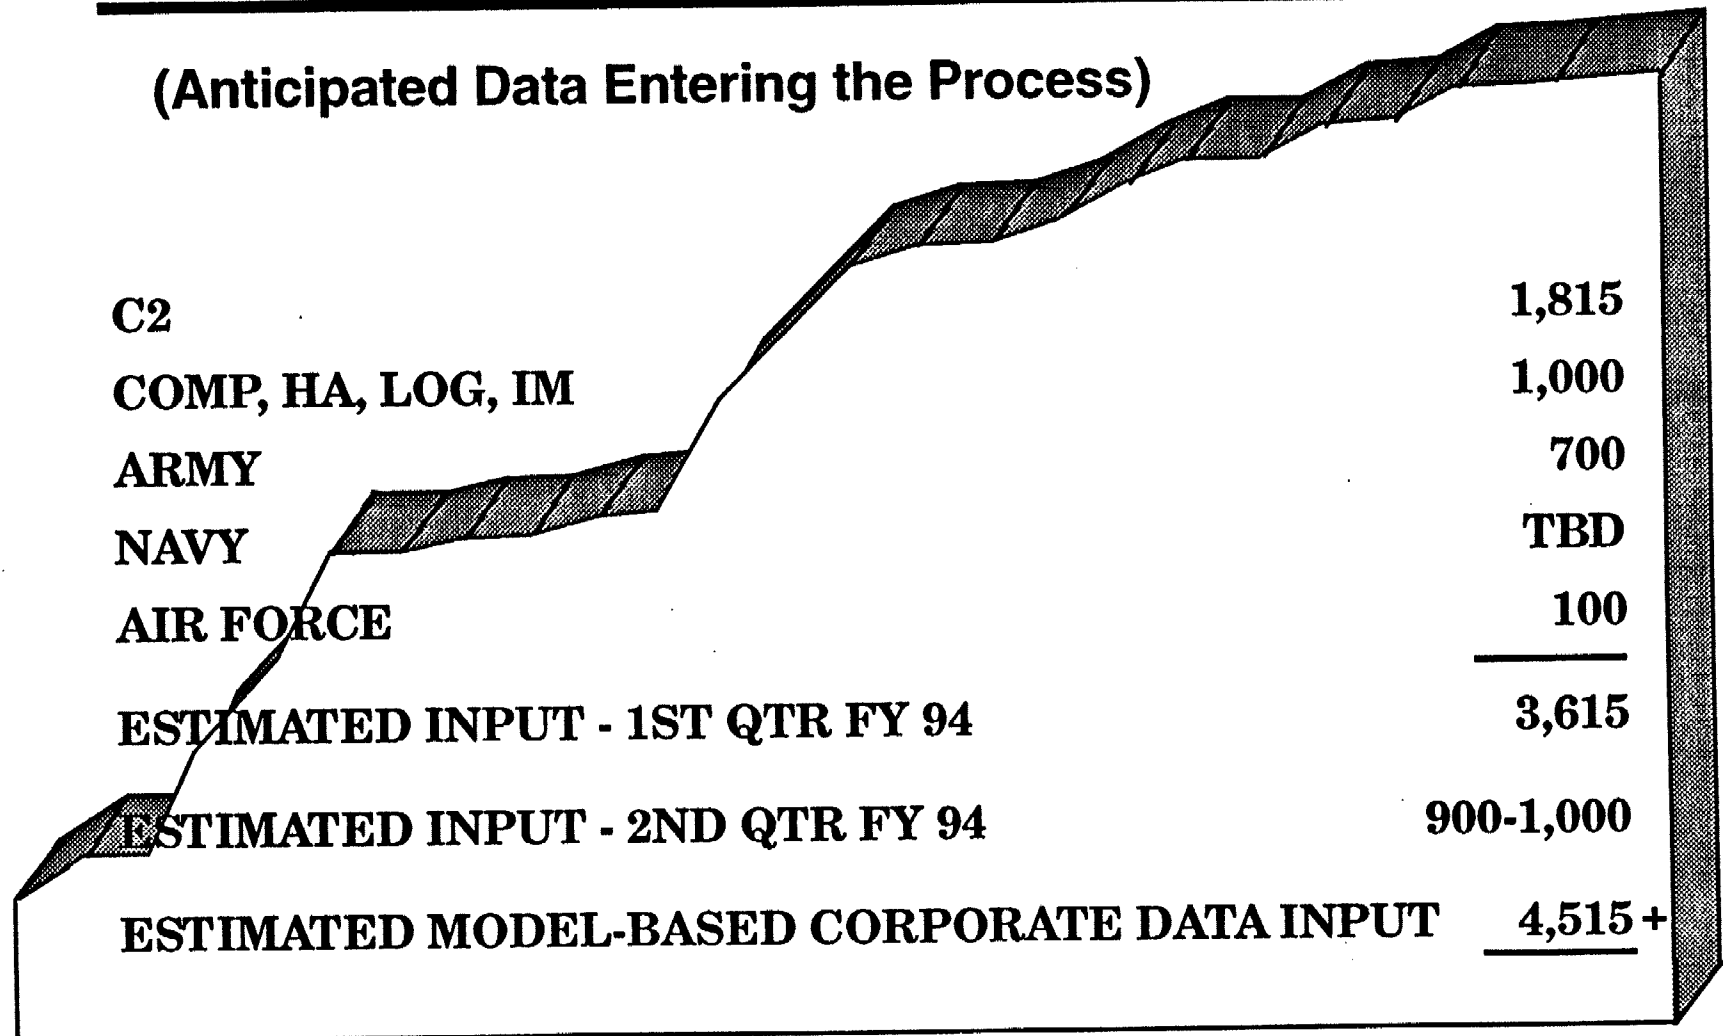 (Anticipated Data Entering the Process)
C2 1,815
COMP, HA, LOG, IM 1,000
ARMY 700
NAVY TBD
AIR FORCE 100
ESTIMATED INPUT - 1ST QTR FY 94 3,615
ESTIMATED INPUT - 2ND QTR FY 94 900-1,000
ESTIMATED MODEL-BASED CORPORATE DATA INPUT 4,515+